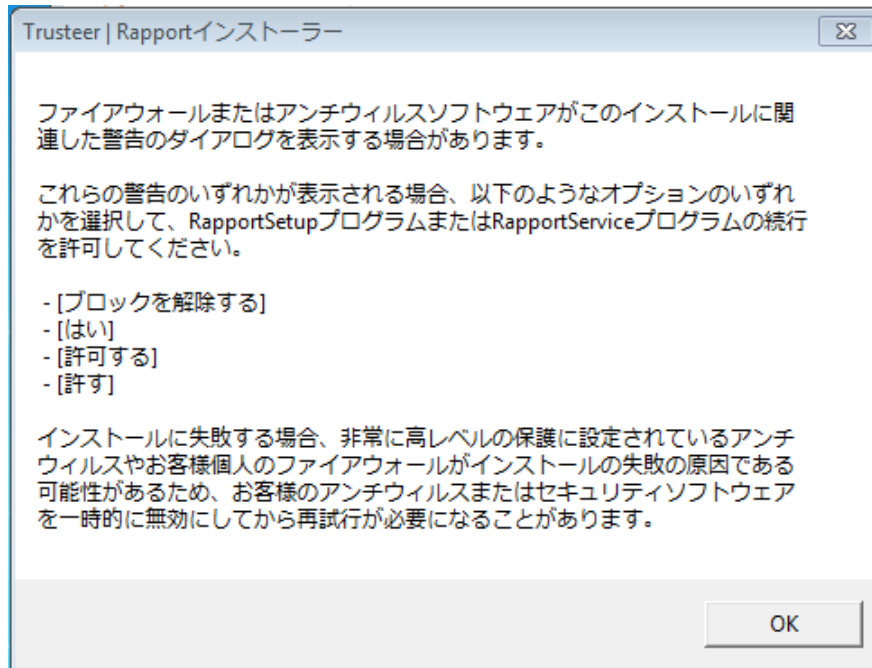 Trusteer | Rapportインストーラー
ファイアウォールまたはアンチウィルスソフトウェアがこのインストールに関
連した警告のダイアログを表示する場合があります。
これらの警告のいずれかが表示される場合、以下のようなオプションのいずれ
かを選択して、RapportSetupプログラムまたはRapportServiceプログラムの続行
を許可してください。
- [ブロックを解除する]
- [はい]
- [許可する]
- [許す]
インストールに失敗する場合、非常に高レベルの保護に設定されているアンチ
ウィルスやお客様個人のファイアウォールがインストールの失敗の原因である
可能性があるため、お客様のアンチウィルスまたはセキュリティソフトウェア
を一時的に無効にしてから再試行が必要になることがあります。
OK